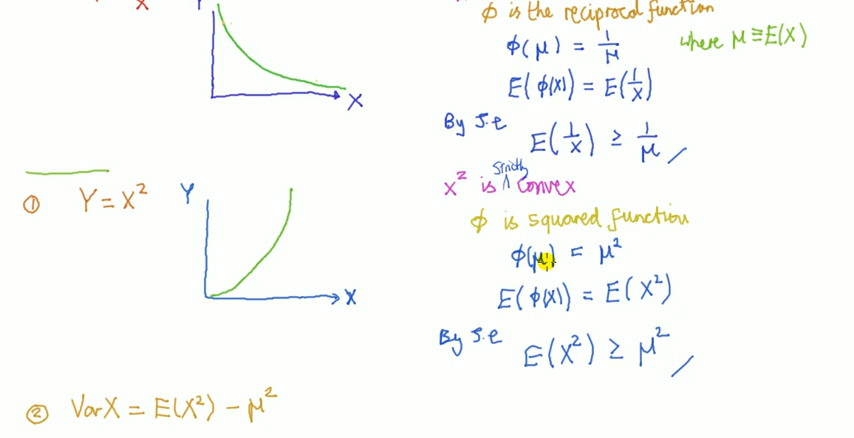 X
Y
X
ϕ is the reciprocal function
ϕ(μ) = 1/μ where μ ≡ E(X)
E(ϕ(X)) = E(1/X)
By J.E
E(1/X) ≥ 1/μ
① Y = X² Y
X
X² is strictly convex
ϕ is squared function
ϕ(μ) = μ²
E(ϕ(X)) = E(X²)
By J.E
E(X²) ≥ μ²
② Var X = E(X²) − μ²